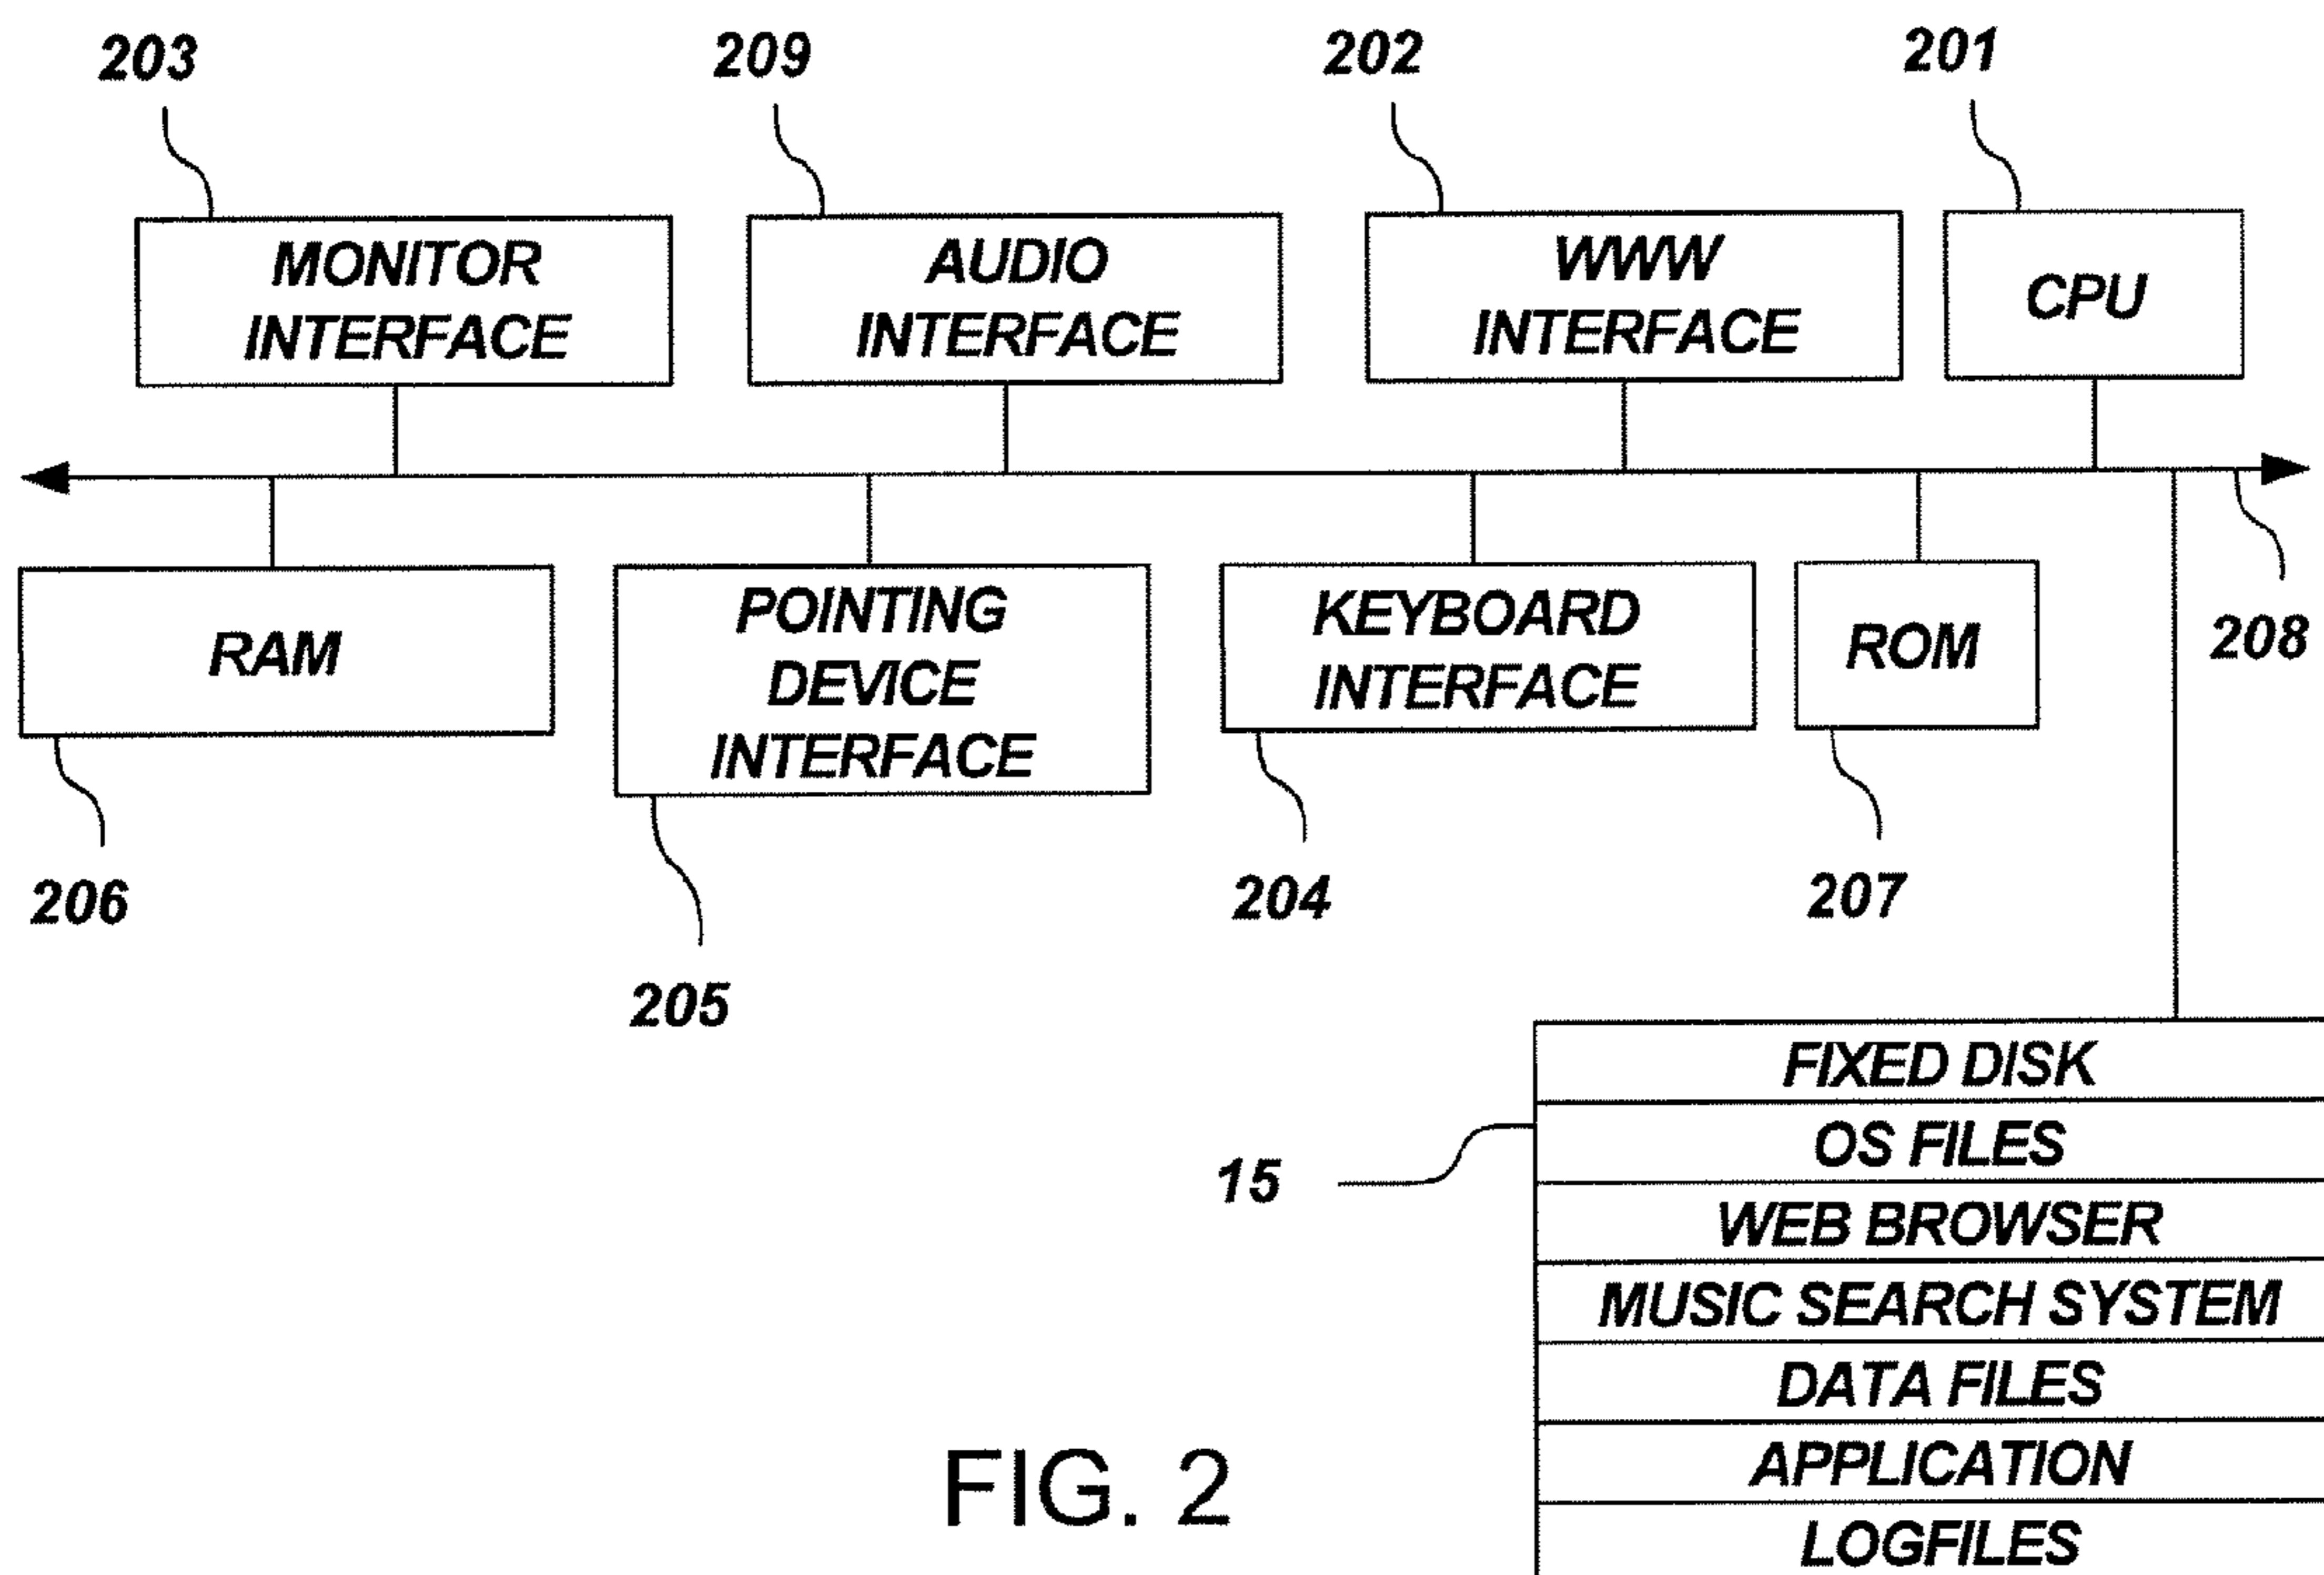 203
209
202
201
MONITOR
INTERFACE
AUDIO
INTERFACE
WWW
INTERFACE
CPU
RAM
POINTING
DEVICE
INTERFACE
KEYBOARD
INTERFACE
ROM
208
206
205
204
207
15
FIXED DISK
OS FILES
WEB BROWSER
MUSIC SEARCH SYSTEM
DATA FILES
APPLICATION
LOGFILES
FIG. 2